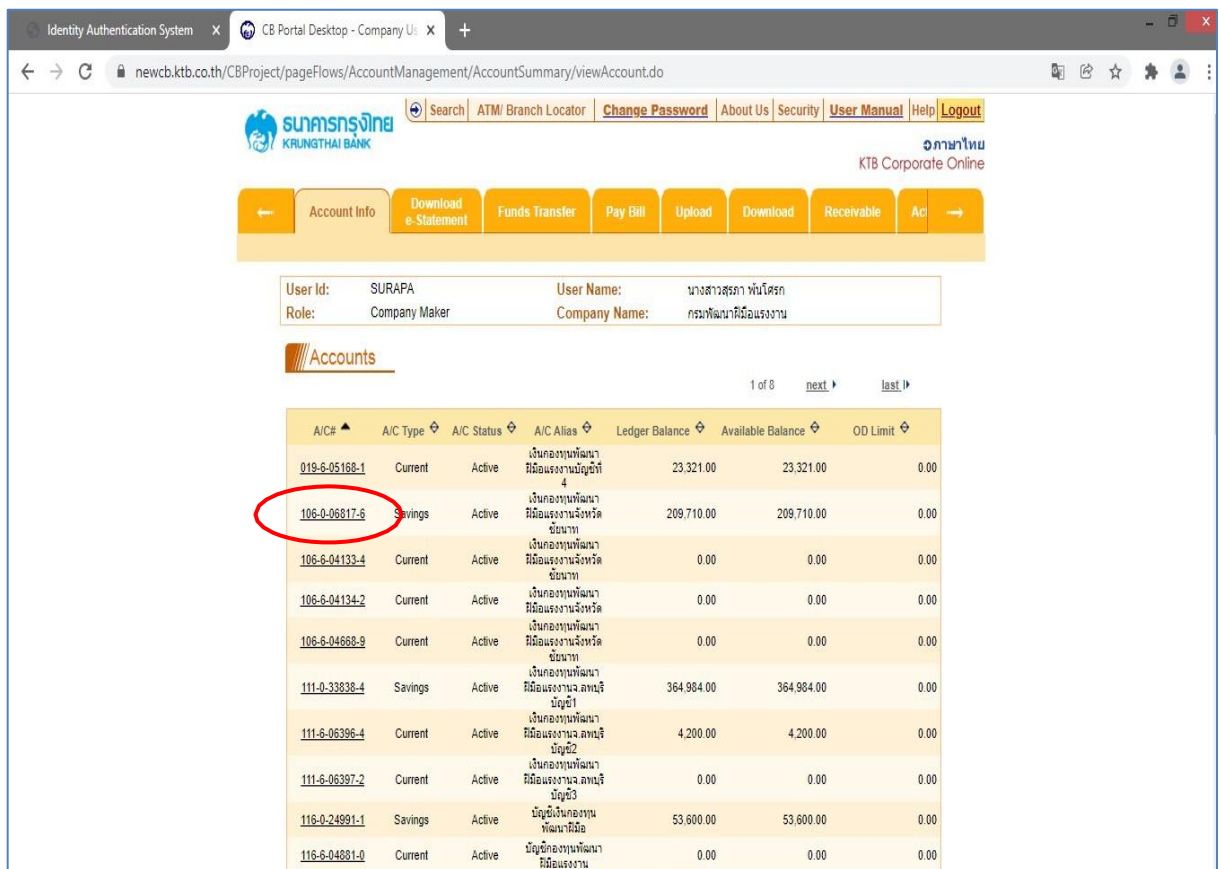 Identity Authentication System
CB Portal Desktop - Company Us
newcb.ktb.co.th/CBProject/pageFlows/AccountManagement/AccountSummary/viewAccount.do
Search ATM/ Branch Locator Change Password About Us Security User Manual Help Logout
ธนาคารกรุงไทย
KRUNGTHAI BANK
ภาษาไทย
KTB Corporate Online
Account Info Download e-Statement Funds Transfer Pay Bill Upload Download Receivable Act
User Id: SURAPA User Name: นางสาวสุรภา พันโศรก
Role: Company Maker Company Name: กรมพัฒนาฝีมือแรงงาน
Accounts
1 of 8 next last
A/C# A/C Type A/C Status A/C Alias Ledger Balance Available Balance OD Limit
เงินกองทุนพัฒนา
019-6-05168-1 Current Active ฝีมือแรงงานบัญชีที่ 23,321.00 23,321.00 0.00
4
เงินกองทุนพัฒนา
106-0-06817-6 Savings Active ฝีมือแรงงานจังหวัด 209,710.00 209,710.00 0.00
ชัยนาท
เงินกองทุนพัฒนา
106-6-04133-4 Current Active ฝีมือแรงงานจังหวัด 0.00 0.00 0.00
ชัยนาท
เงินกองทุนพัฒนา
106-6-04134-2 Current Active ฝีมือแรงงานจังหวัด 0.00 0.00 0.00
เงินกองทุนพัฒนา
106-6-04668-9 Current Active ฝีมือแรงงานจังหวัด 0.00 0.00 0.00
ชัยนาท
เงินกองทุนพัฒนา
111-0-33838-4 Savings Active ฝีมือแรงงานจ.ลพบุรี 364,984.00 364,984.00 0.00
บัญชี1
เงินกองทุนพัฒนา
111-6-06396-4 Current Active ฝีมือแรงงานจ.ลพบุรี 4,200.00 4,200.00 0.00
บัญชี2
เงินกองทุนพัฒนา
111-6-06397-2 Current Active ฝีมือแรงงานจ.ลพบุรี 0.00 0.00 0.00
บัญชี3
บัญชีเงินกองทุน
116-0-24991-1 Savings Active พัฒนาฝีมือ 53,600.00 53,600.00 0.00
บัญชีกองทุนพัฒนา
116-6-04881-0 Current Active ฝีมือแรงงาน 0.00 0.00 0.00